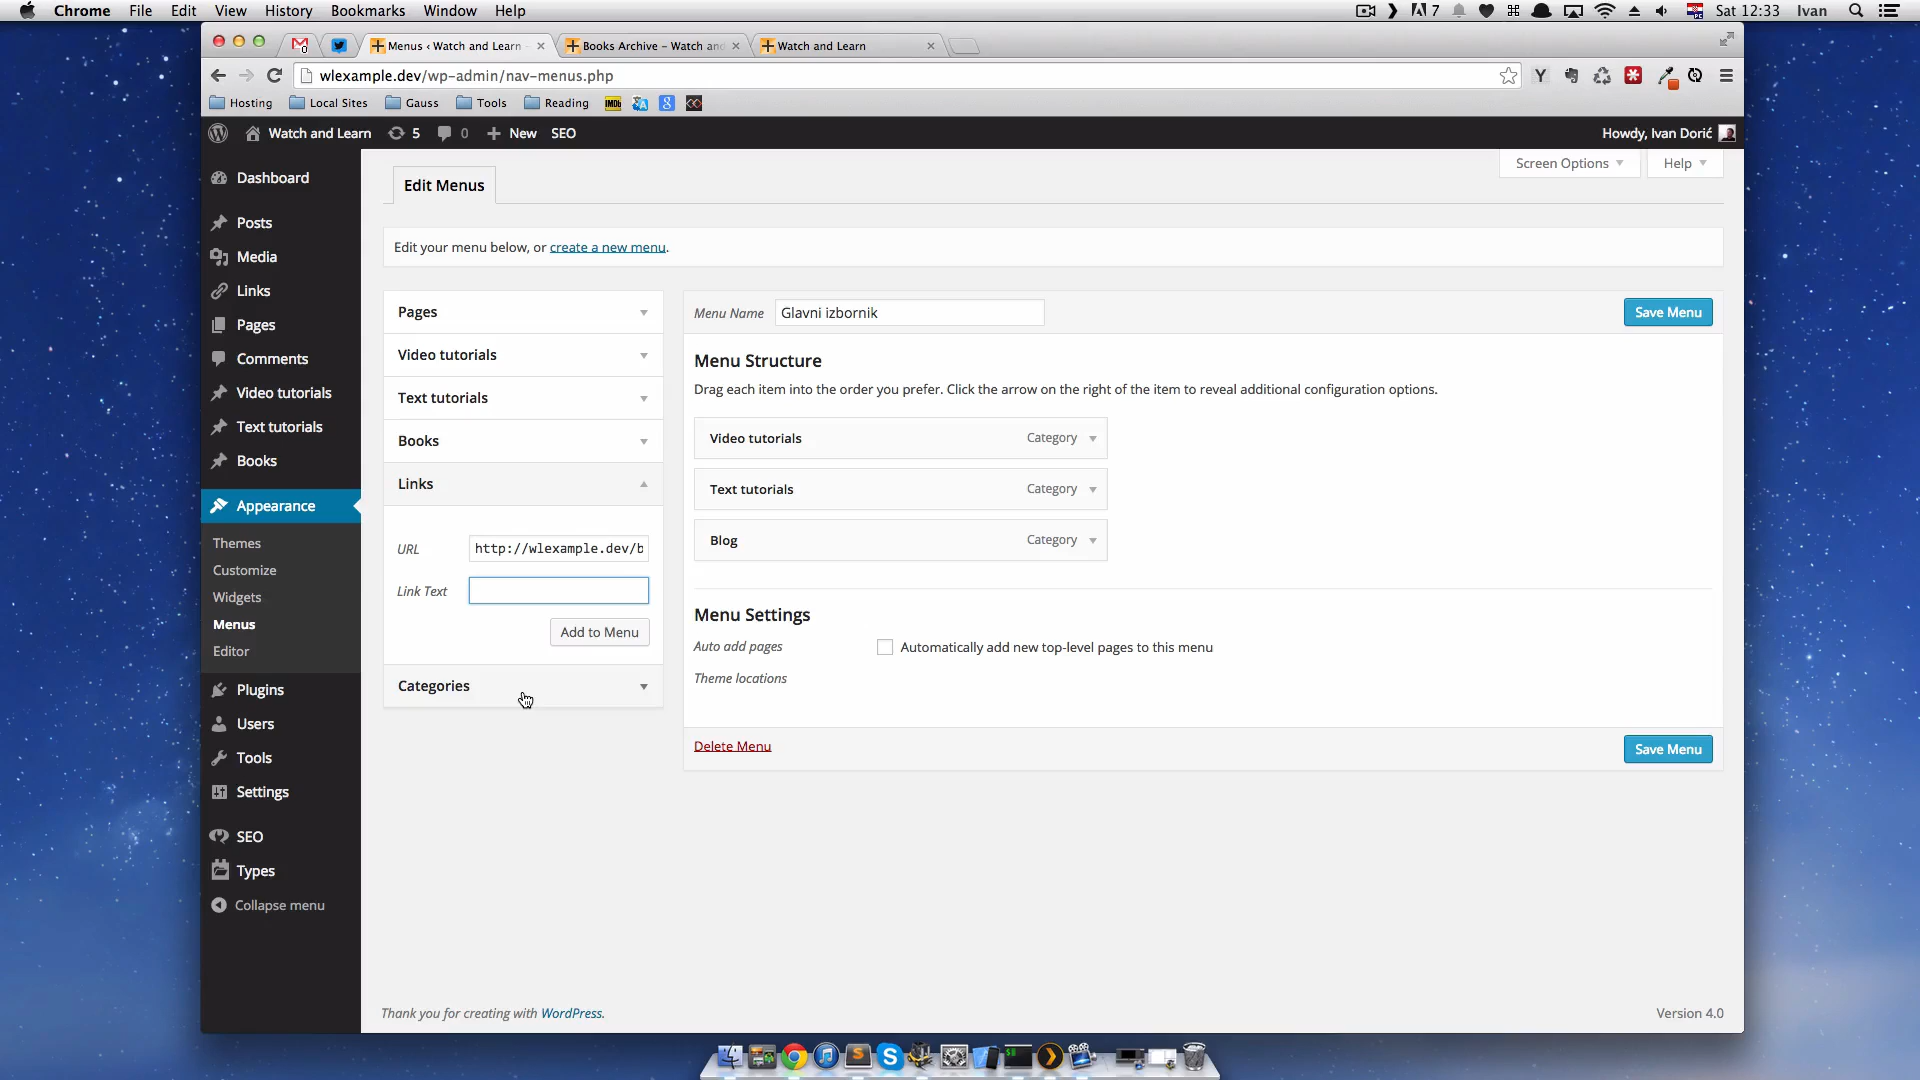 Chrome File Edit View History Bookmarks Window Help
7
Sat 12:33 Ivan
Menus ‹ Watch and Learn
Books Archive – Watch and
Watch and Learn
wlexample.dev/wp-admin/nav-menus.php
Hosting Local Sites Gauss Tools Reading IMDb
Watch and Learn 5 0 New SEO
Howdy, Ivan Dorić
Screen Options Help
Dashboard
Posts
Media
Links
Pages
Comments
Video tutorials
Text tutorials
Books
Appearance
Themes
Customize
Widgets
Menus
Editor
Plugins
Users
Tools
Settings
SEO
Types
Collapse menu
Edit Menus
Edit your menu below, or create a new menu.
Pages
Video tutorials
Text tutorials
Books
Links
URL http://wlexample.dev/b
Link Text
Add to Menu
Categories
Menu Name Glavni izbornik
Save Menu
Menu Structure
Drag each item into the order you prefer. Click the arrow on the right of the item to reveal additional configuration options.
Video tutorials Category
Text tutorials Category
Blog Category
Menu Settings
Auto add pages Automatically add new top-level pages to this menu
Theme locations
Delete Menu
Save Menu
Thank you for creating with WordPress.
Version 4.0